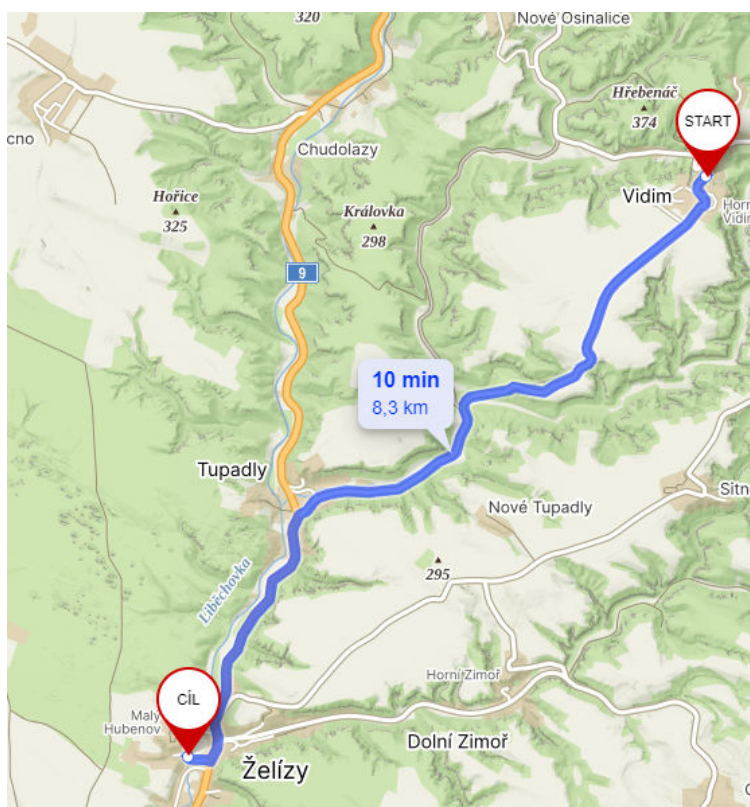 320
Nové Osinalice
Hřebenáč
374
START
cno
Chudolazy
Vidim
Horní
Vidim
Hořice
325
Královka
298
9
10 min
8,3 km
Tupadly
Sitn
Nové Tupadly
295
Liběchovka
Horní Zimoř
CÍL
Malý
Hubenov
Dolní Zimoř
Želízy